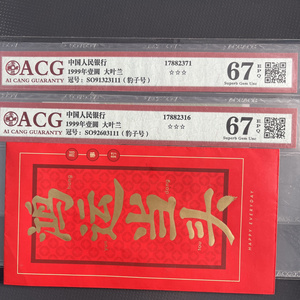 ACG
AI CANG GUARANTY
中国人民银行
1999年壹圆 大叶兰
冠号：SO91323111（豹子号）
17882371
☆☆☆
67
EPQ
Superb Gem Unc
ACG
AI CANG GUARANTY
中国人民银行
1999年壹圆 大叶兰
冠号：SO92603111（豹子号）
17882316
☆☆☆
67
EPQ
Superb Gem Unc
鸿运当头
HAPPY EVERYDAY